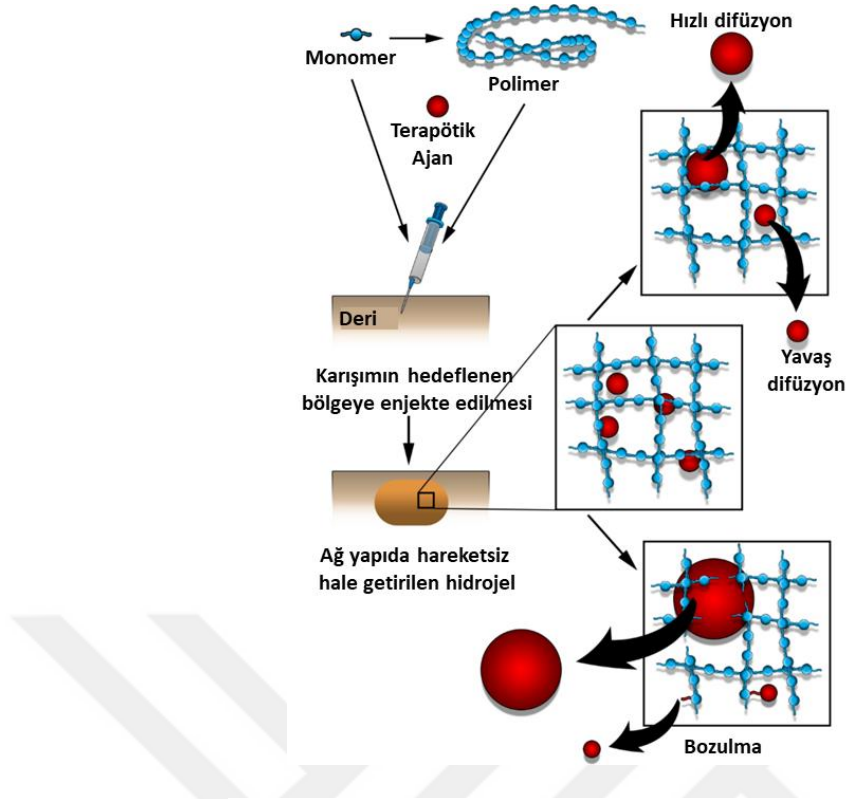 Monomer
Polimer
Terapötik
Ajan
Hızlı difüzyon
Deri
Yavaş
difüzyon
Karışımın hedeflenen
bölgeye enjekte edilmesi
Ağ yapıda hareketsiz
hale getirilen hidrojel
Bozulma